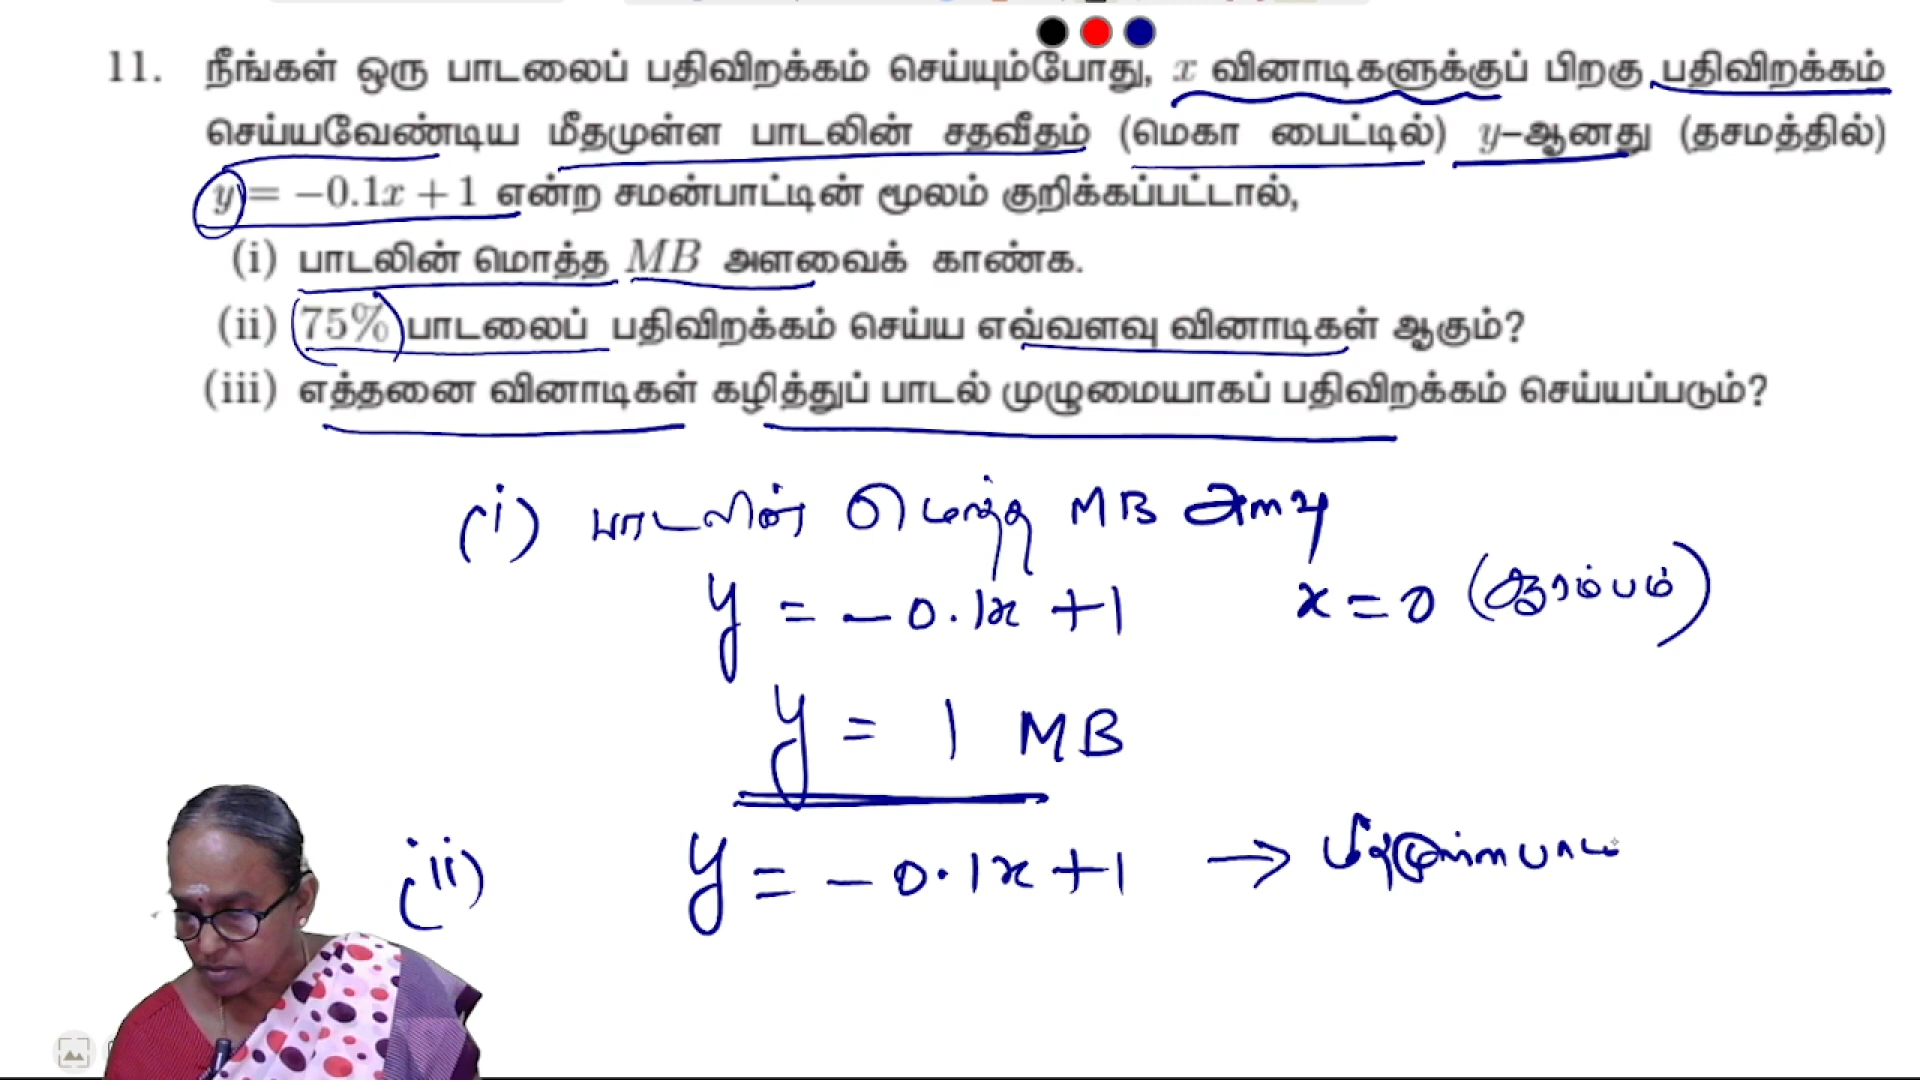 11. நீங்கள் ஒரு பாடலைப் பதிவிறக்கம் செய்யும்போது, x வினாடிகளுக்குப் பிறகு பதிவிறக்கம்
செய்யவேண்டிய மீதமுள்ள பாடலின் சதவீதம் (மெகா பைட்டில்) y–ஆனது (தசமத்தில்)
y = −0.1x + 1 என்ற சமன்பாட்டின் மூலம் குறிக்கப்பட்டால்,
(i) பாடலின் மொத்த MB அளவைக் காண்க.
(ii) 75% பாடலைப் பதிவிறக்கம் செய்ய எவ்வளவு வினாடிகள் ஆகும்?
(iii) எத்தனை வினாடிகள் கழித்துப் பாடல் முழுமையாகப் பதிவிறக்கம் செய்யப்படும்?
(i) பாடலின் மொத்த MB அளவு
y = −0.1x + 1 x = 0 (ஆரம்பம்)
y = 1 MB
(ii) y = −0.1x + 1 → மீதமுள்ள பாட